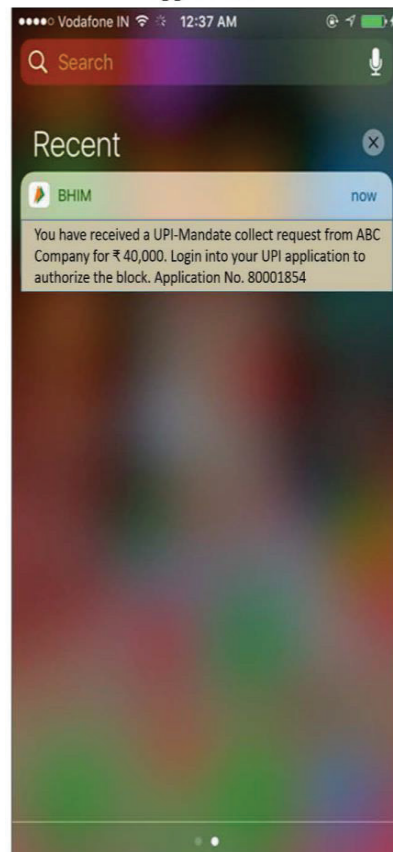 Vodafone IN 12:37 AM
Search
Recent
BHIM now
You have received a UPI-Mandate collect request from ABC
Company for ₹ 40,000. Login into your UPI application to
authorize the block. Application No. 80001854